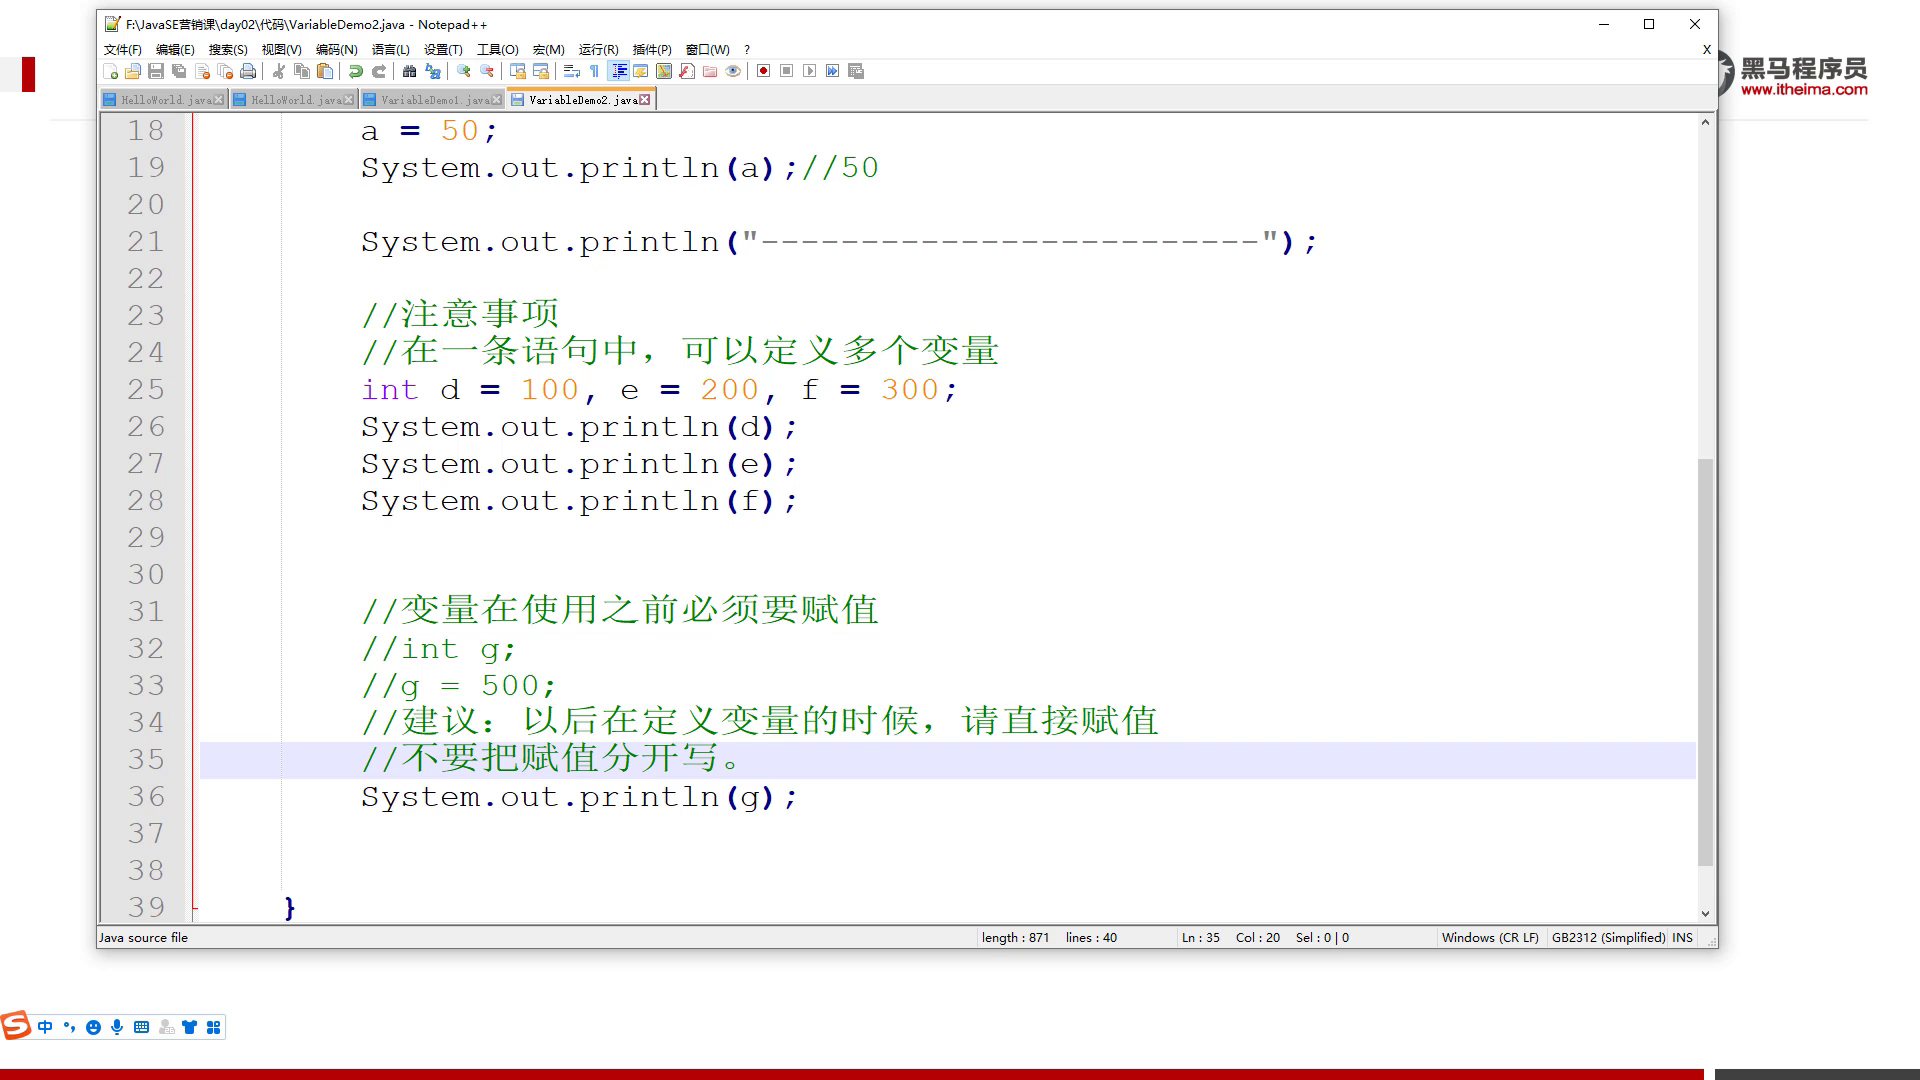 F:\JavaSE营销课\day02\代码\VariableDemo2.java - Notepad++
文件(F) 编辑(E) 搜索(S) 视图(V) 编码(N) 语言(L) 设置(T) 工具(O) 宏(M) 运行(R) 插件(P) 窗口(W) ? X
黑马程序员
www.itheima.com
HelloWorld.java HelloWorld.java VariableDemo1.java VariableDemo2.java
18 a = 50;
19 System.out.println(a);//50
20
21 System.out.println("-------------------------");
22
23 //注意事项
24 //在一条语句中，可以定义多个变量
25 int d = 100, e = 200, f = 300;
26 System.out.println(d);
27 System.out.println(e);
28 System.out.println(f);
29
30
31 //变量在使用之前必须要赋值
32 //int g;
33 //g = 500;
34 //建议：以后在定义变量的时候，请直接赋值
35 //不要把赋值分开写。
36 System.out.println(g);
37
38
39 }
Java source file length : 871 lines : 40 Ln : 35 Col : 20 Sel : 0 | 0 Windows (CR LF) GB2312 (Simplified) INS
中